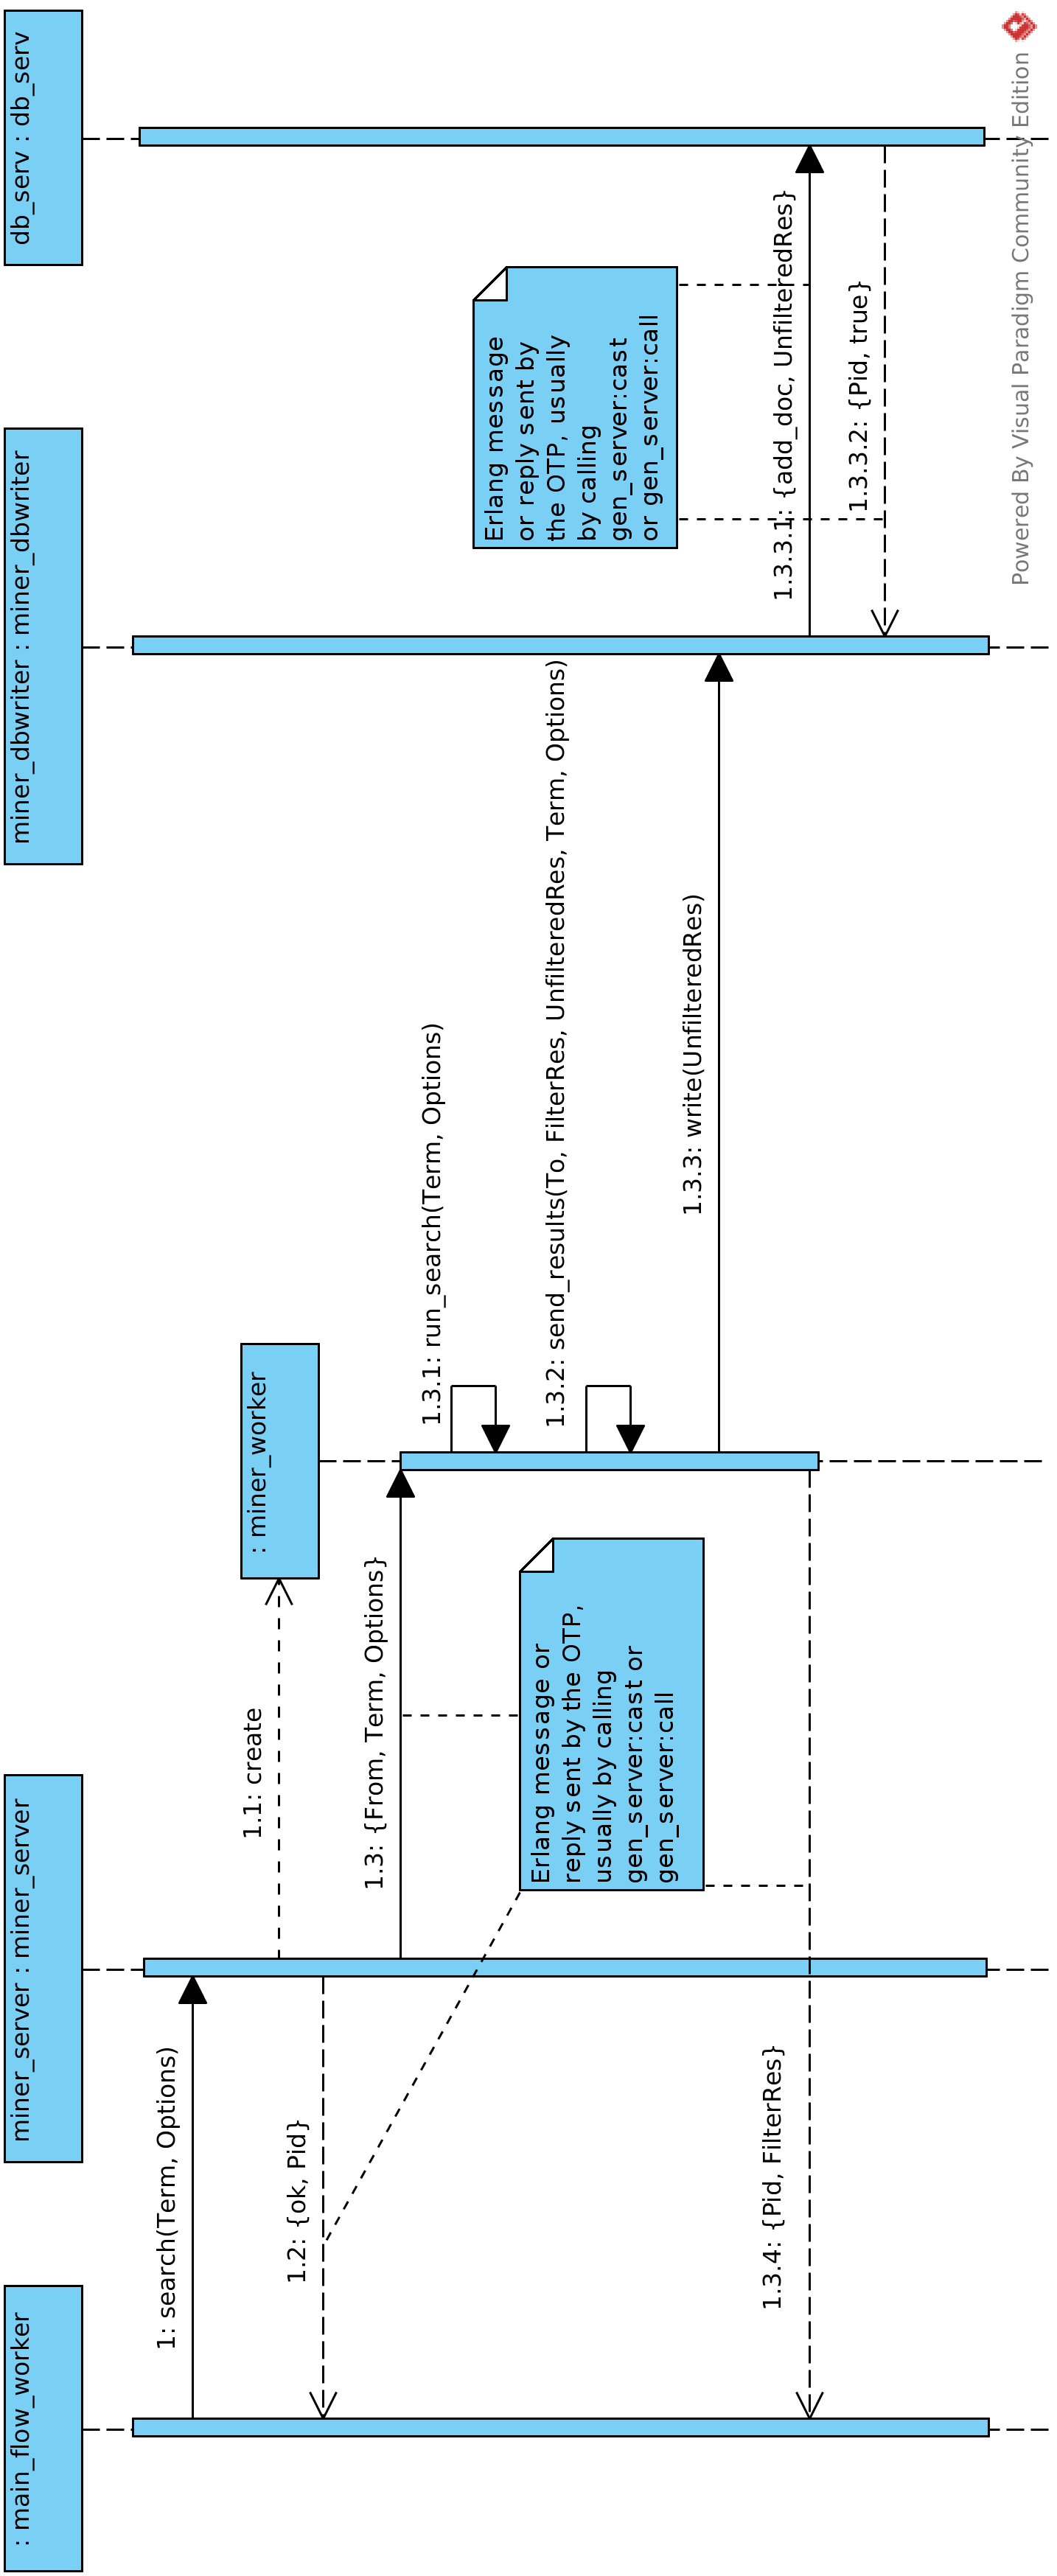 : main_flow_worker
miner_server : miner_server
: miner_worker
miner_dbwriter : miner_dbwriter
db_serv : db_serv
1: search(Term, Options)
1.1: create
1.2: {ok, Pid}
1.3: {From, Term, Options}
1.3.1: run_search(Term, Options)
Erlang message or
reply sent by the OTP,
usually by calling
gen_server:cast or
gen_server:call
Erlang message
or reply sent by
the OTP, usually
by calling
gen_server:cast
or gen_server:call
1.3.2: send_results(To, FilterRes, UnfilteredRes, Term, Options)
1.3.3: write(UnfilteredRes)
1.3.3.1: {add_doc, UnfilteredRes}
1.3.4: {Pid, FilterRes}
1.3.3.2: {Pid, true}
Powered By Visual Paradigm Community Edition